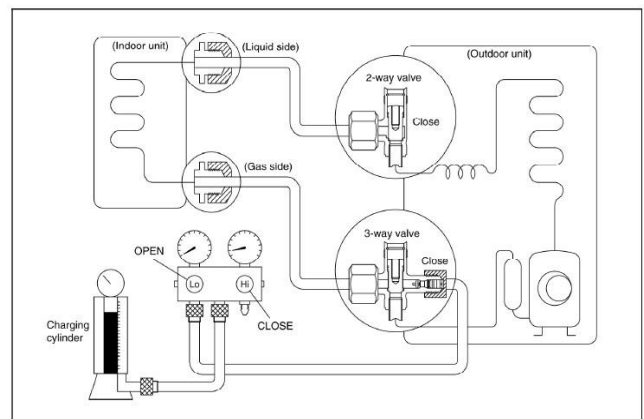 (Indoor unit)
(Liquid side)
(Outdoor unit)
2-way valve
Close
(Gas side)
3-way valve
Close
OPEN
Lo
Hi
CLOSE
Charging
cylinder